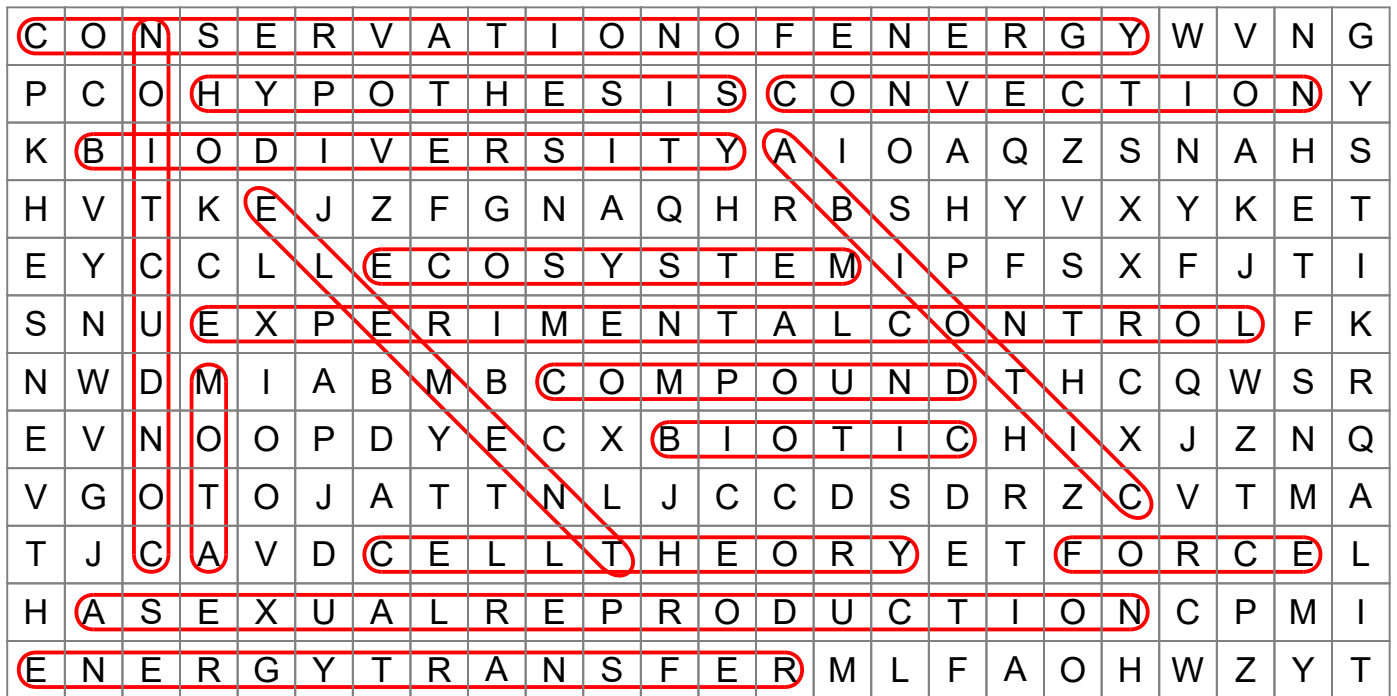 C O N S E R V A T I O N O F E N E R G Y W V N G
P C O H Y P O T H E S I S C O N V E C T I O N Y
K B I O D I V E R S I T Y A I O A Q Z S N A H S
H V T K E J Z F G N A Q H R B S H Y V X Y K E T
E Y C C L L E C O S Y S T E M I P F S X F J T I
S N U E X P E R I M E N T A L C O N T R O L F K
N W D M I A B M B C O M P O U N D T H C Q W S R
E V N O O P D Y E C X B I O T I C H I X J Z N Q
V G O T O J A T T N L J C C D S D R Z C V T M A
T J C A V D C E L L T H E O R Y E T F O R C E L
H A S E X U A L R E P R O D U C T I O N C P M I
E N E R G Y T R A N S F E R M L F A O H W Z Y T